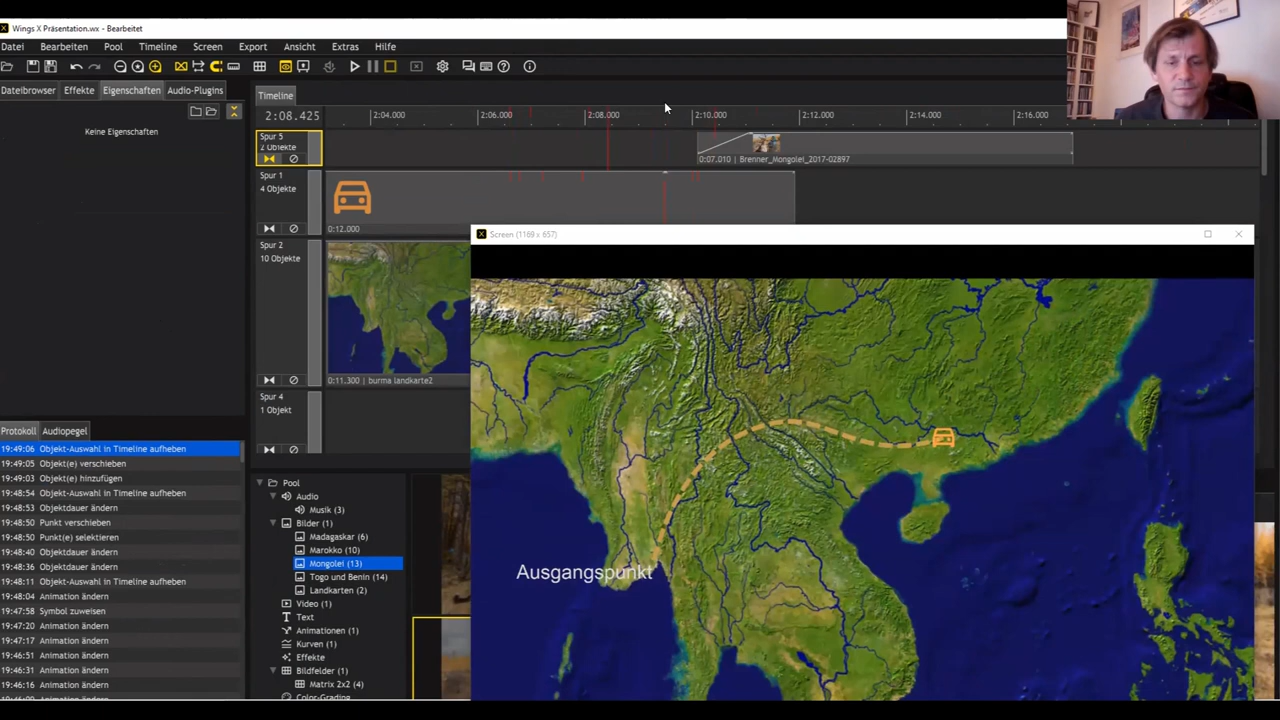 Wings X Präsentation.wx - Bearbeitet
Datei Bearbeiten Pool Timeline Screen Export Ansicht Extras Hilfe
Dateibrowser Effekte Eigenschaften Audio-Plugins
Keine Eigenschaften
Timeline
2:08.425 2:04.000 2:06.000 2:08.000 2:10.000 2:12.000 2:14.000 2:16.000
Spur 5
2 Objekte
0:07.010 | Brenner_Mongolei_2017-02897
Spur 1
4 Objekte
0:12.000
Spur 2
10 Objekte
0:11.300 | burma landkarte2
Spur 4
1 Objekt
Screen (1169 x 657)
Ausgangspunkt
Protokoll Audiopegel
19:49:06 Objekt-Auswahl in Timeline aufheben
19:49:03 Objekt(e) verschieben
19:49:03 Objekt(e) hinzufügen
19:48:54 Objekt-Auswahl in Timeline aufheben
19:48:53 Objektdauer ändern
19:48:50 Punkt verschieben
19:48:50 Punkt(e) selektieren
19:48:40 Objektdauer ändern
19:48:36 Objektdauer ändern
19:48:11 Objekt-Auswahl in Timeline aufheben
19:48:04 Animation ändern
19:47:58 Symbol zuweisen
19:47:20 Animation ändern
19:47:17 Animation ändern
19:46:51 Animation ändern
19:46:31 Animation ändern
19:46:16 Animation ändern
Pool
Audio
Musik (3)
Bilder (1)
Madagaskar (6)
Marokko (10)
Mongolei (13)
Togo und Benin (14)
Landkarten (2)
Video (1)
Text
Animationen (1)
Kurven (1)
Effekte
Bildfelder (1)
Matrix 2x2 (4)
Color-Grading